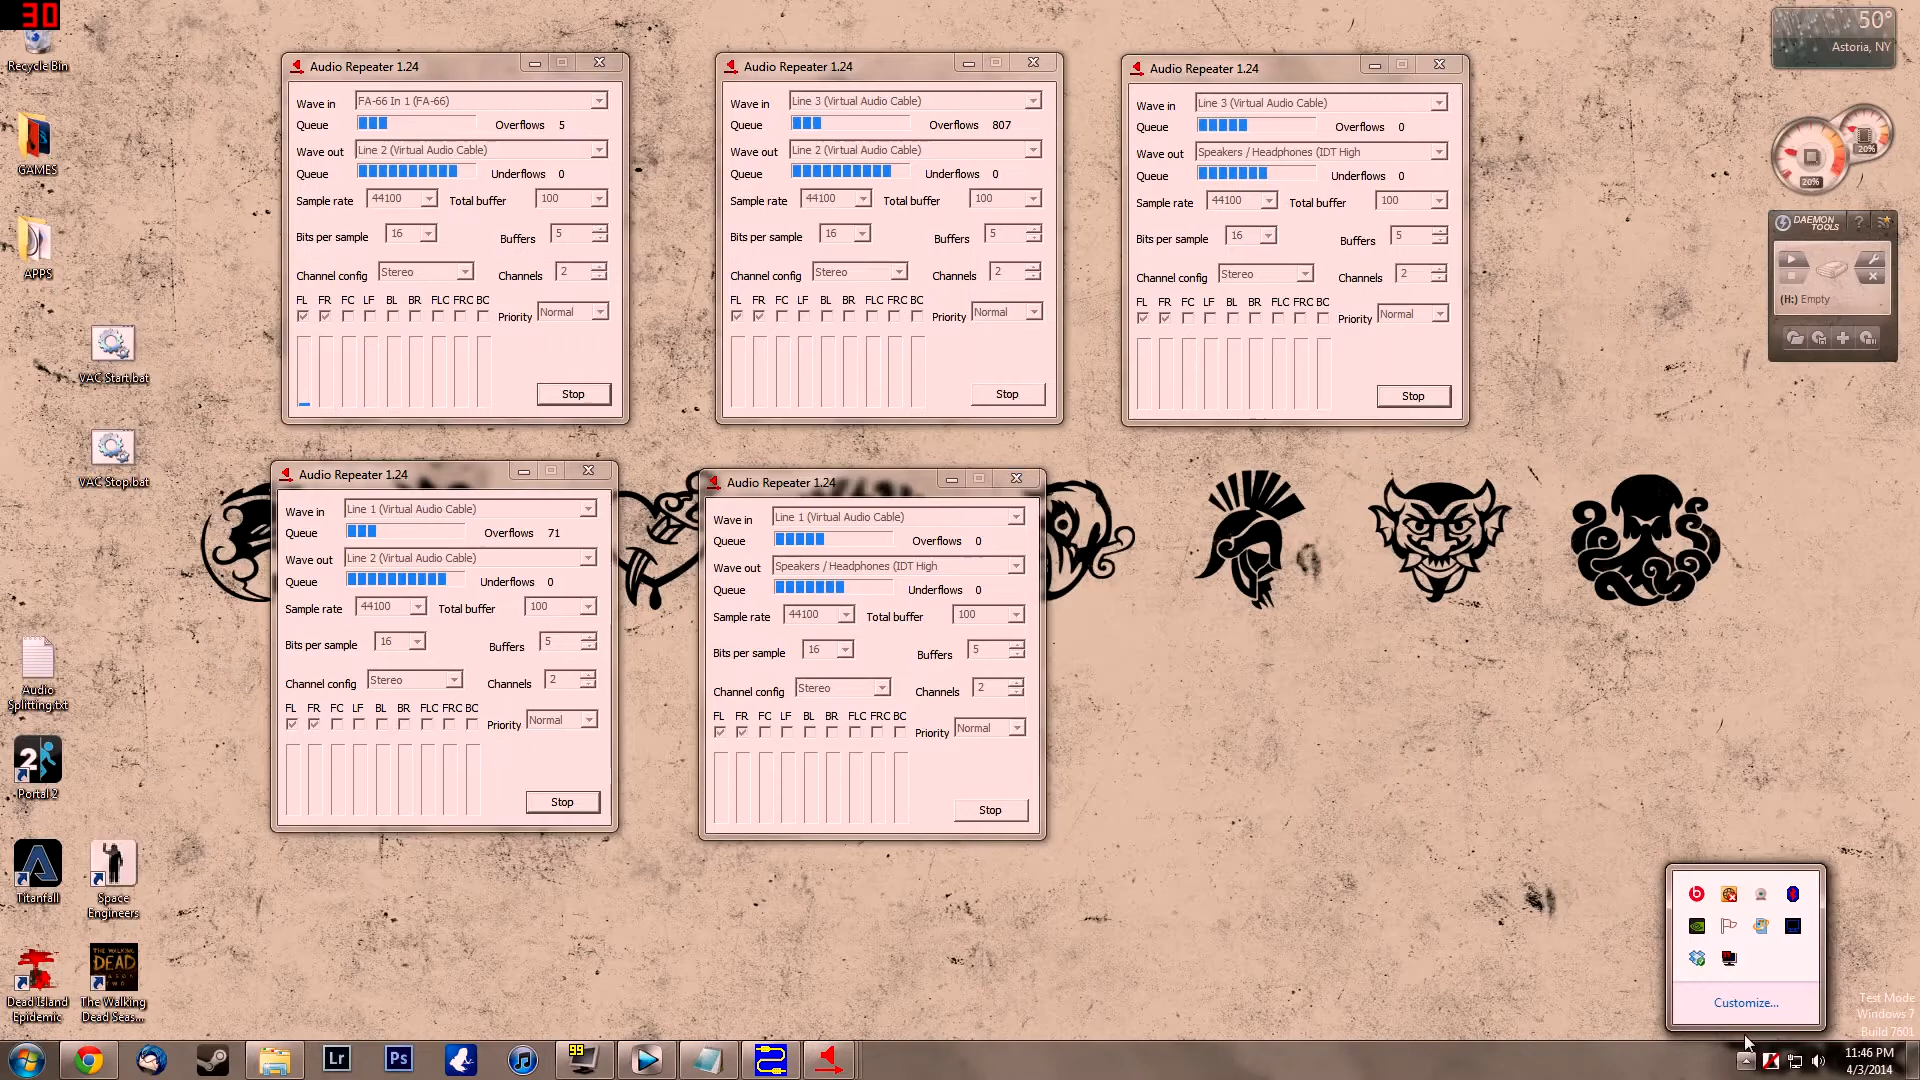 30
Recycle Bin
GAMES
APPS
VAC Start.bat
VAC Stop.bat
Audio
Splitting.txt
Portal 2
Titanfall
Space
Engineers
Dead Island
Epidemic
THE WALKING
DEAD
The Walking
Dead Seas...
Audio Repeater 1.24
Wave in FA-66 In 1 (FA-66)
Queue Overflows 5
Wave out Line 2 (Virtual Audio Cable)
Queue Underflows 0
Sample rate 44100 Total buffer 100
Bits per sample 16 Buffers 5
Channel config Stereo Channels 2
FL FR FC LF BL BR FLC FRC BC
Priority Normal
Stop
Audio Repeater 1.24
Wave in Line 3 (Virtual Audio Cable)
Queue Overflows 807
Wave out Line 2 (Virtual Audio Cable)
Queue Underflows 0
Sample rate 44100 Total buffer 100
Bits per sample 16 Buffers 5
Channel config Stereo Channels 2
FL FR FC LF BL BR FLC FRC BC
Priority Normal
Stop
Audio Repeater 1.24
Wave in Line 3 (Virtual Audio Cable)
Queue Overflows 0
Wave out Speakers / Headphones (IDT High
Queue Underflows 0
Sample rate 44100 Total buffer 100
Bits per sample 16 Buffers 5
Channel config Stereo Channels 2
FL FR FC LF BL BR FLC FRC BC
Priority Normal
Stop
Audio Repeater 1.24
Wave in Line 1 (Virtual Audio Cable)
Queue Overflows 71
Wave out Line 2 (Virtual Audio Cable)
Queue Underflows 0
Sample rate 44100 Total buffer 100
Bits per sample 16 Buffers 5
Channel config Stereo Channels 2
FL FR FC LF BL BR FLC FRC BC
Priority Normal
Stop
Audio Repeater 1.24
Wave in Line 1 (Virtual Audio Cable)
Queue Overflows 0
Wave out Speakers / Headphones (IDT High
Queue Underflows 0
Sample rate 44100 Total buffer 100
Bits per sample 16 Buffers 5
Channel config Stereo Channels 2
FL FR FC LF BL BR FLC FRC BC
Priority Normal
Stop
50°
Astoria, NY
20%
20%
DAEMON
TOOLS
(H:) Empty
Customize...
Test Mode
Windows 7
Build 7601
Lr
Ps
99
11:46 PM
4/3/2014